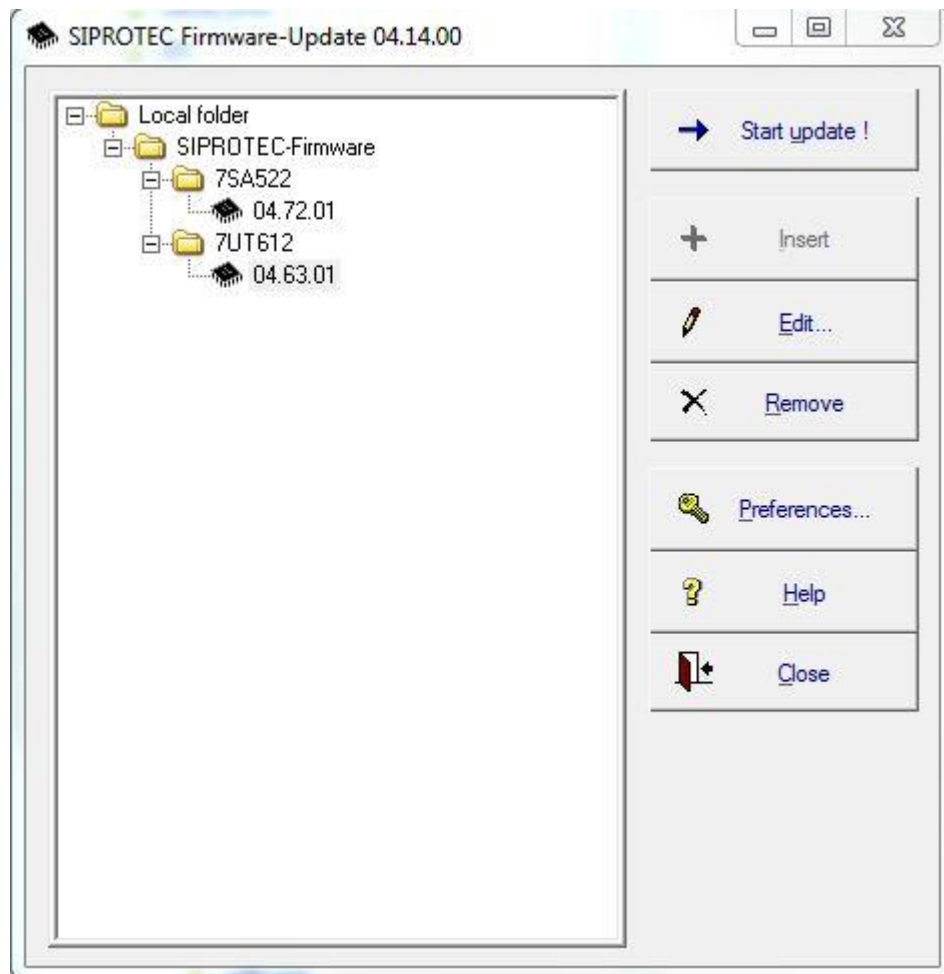 SIPROTEC Firmware-Update 04.14.00
Local folder
SIPROTEC-Firmware
7SA522
04.72.01
7UT612
04.63.01
Start update !
Insert
Edit...
Remove
Preferences...
Help
Close